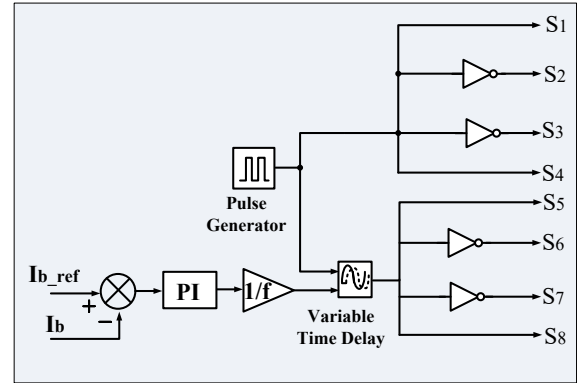 S1
S2
S3
S4
Pulse
Generator
S5
S6
S7
S8
Ib_ref
+
Ib
−
PI
1/f
Variable
Time Delay